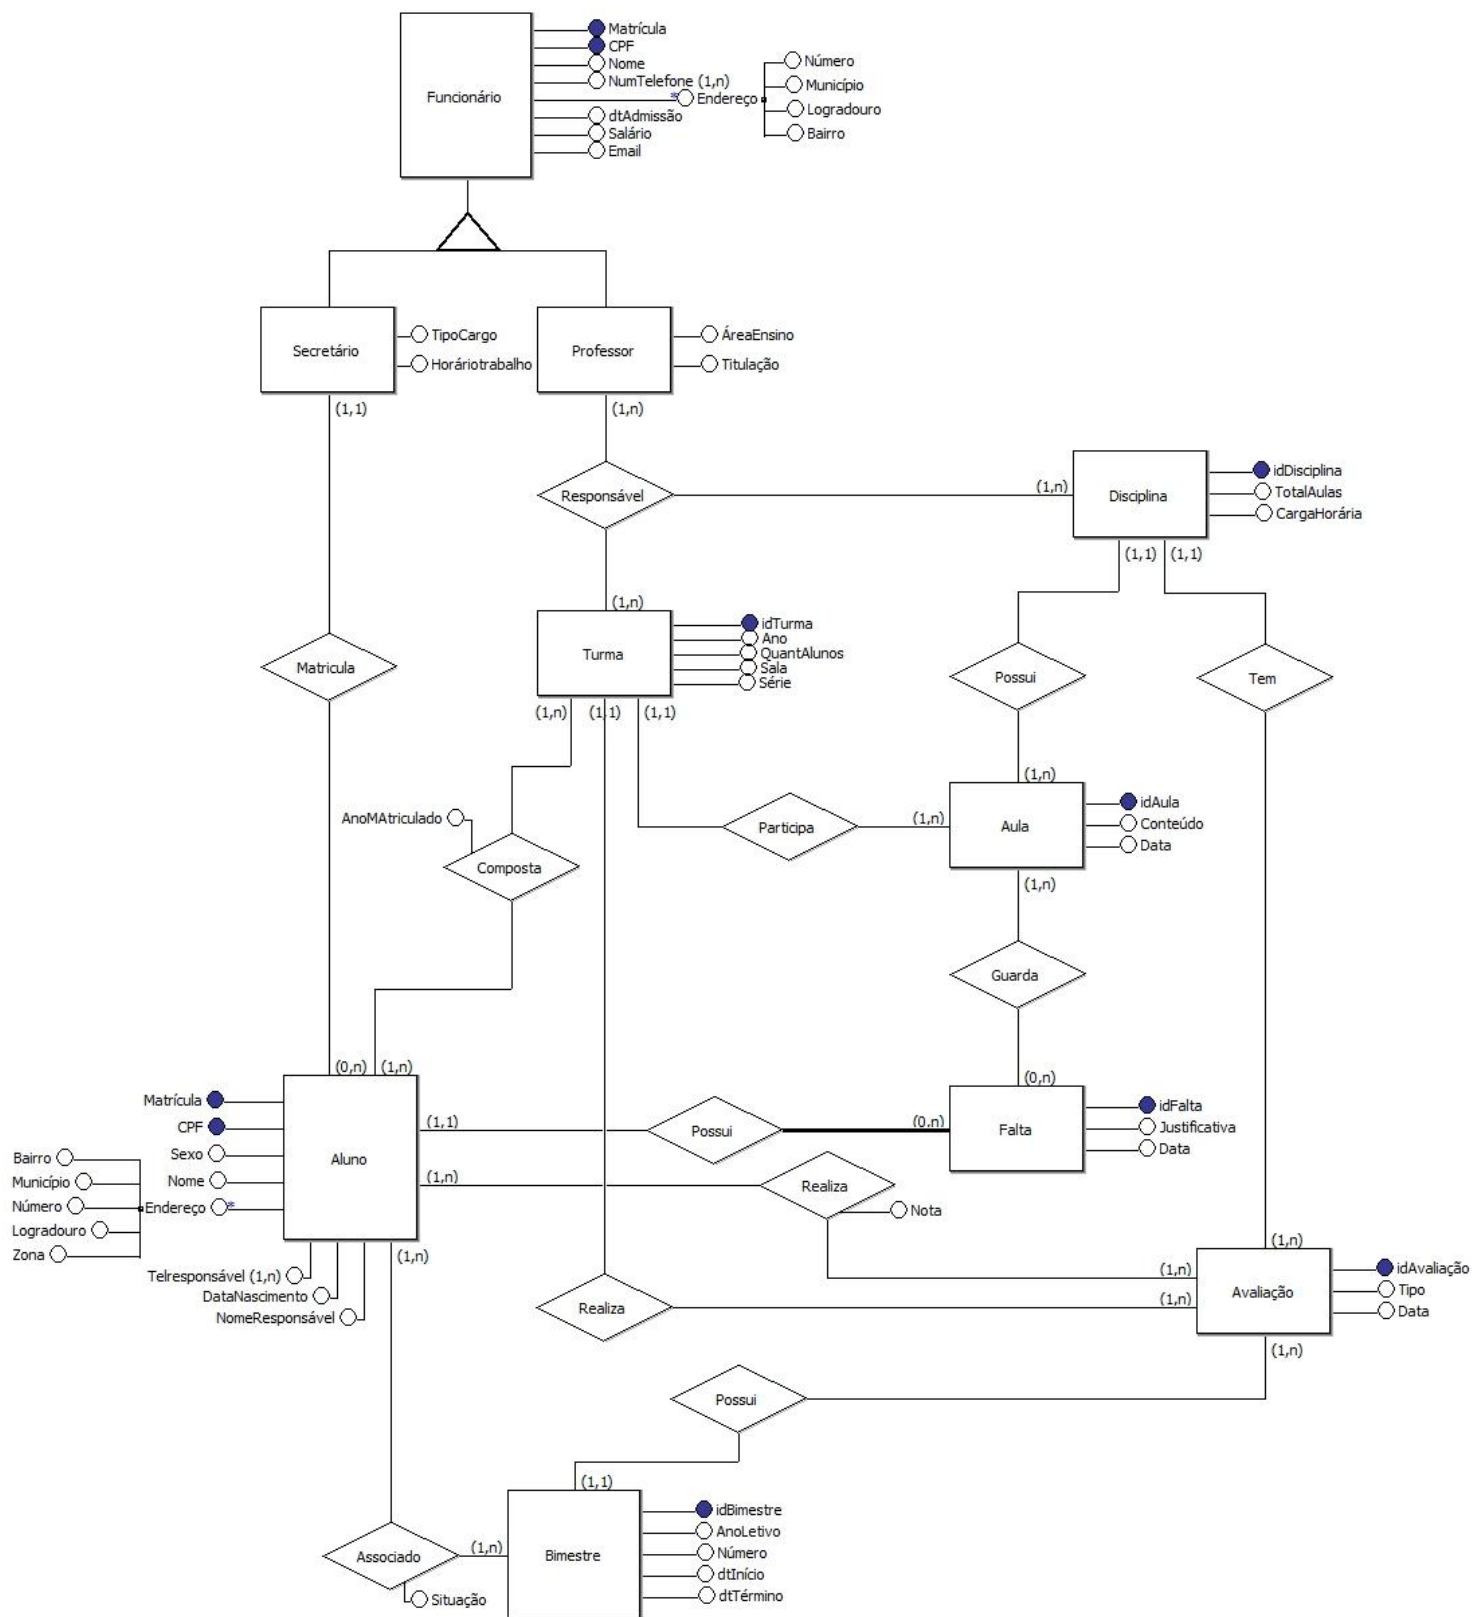 Matrícula
CPF
Nome
NumTelefone (1,n)
Funcionário
Endereço
Número
Município
Logradouro
Bairro
dtAdmissão
Salário
Email
Secretário
TipoCargo
Horáriotrabalho
(1,1)
Professor
ÁreaEnsino
Titulação
(1,n)
Responsável
(1,n)
Disciplina
idDisciplina
TotalAulas
CargaHorária
(1,1)
(1,1)
(1,n)
Turma
idTurma
Ano
QuantAlunos
Sala
Série
(1,n)
(1,1)
(1,1)
Matricula
Possui
Tem
AnoMAtriculado
Composta
Participa
(1,n)
(1,n)
Aula
idAula
Conteúdo
Data
(1,n)
Guarda
(0,n)
(0,n)
(1,n)
Matrícula
CPF
Sexo
Nome
Endereço
*
Bairro
Município
Número
Logradouro
Zona
Aluno
(1,1)
Possui
(0,n)
Falta
idFalta
Justificativa
Data
(1,n)
Realiza
Nota
(1,n)
Telresponsável (1,n)
DataNascimento
NomeResponsável
(1,n)
Realiza
(1,n)
(1,n)
Avaliação
idAvaliação
Tipo
Data
(1,n)
Possui
(1,1)
Associado
Situação
(1,n)
Bimestre
idBimestre
AnoLetivo
Número
dtInício
dtTérmino